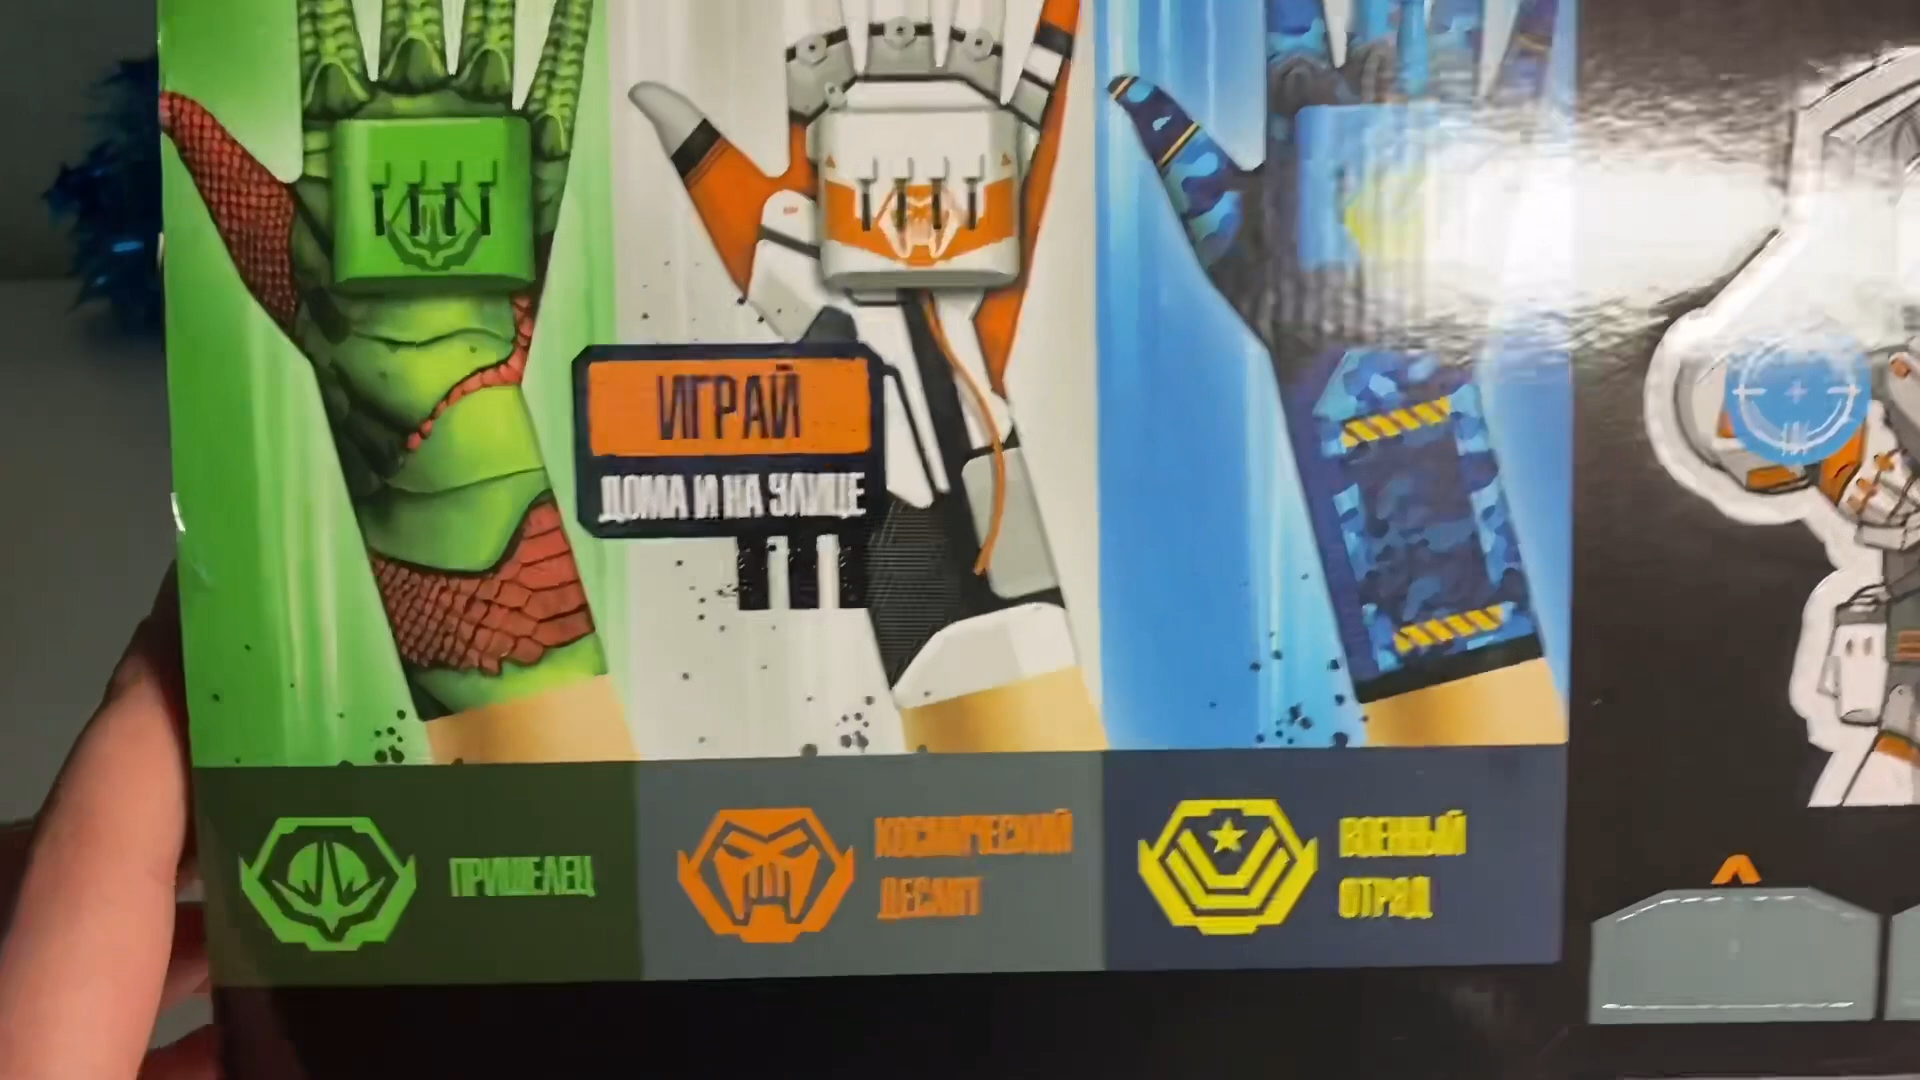 ИГРАЙ
ДОМА И НА УЛИЦЕ
ПРИШЕЛЕЦ
КОСМИЧЕСКИЙ
ДЕСАНТ
ВОЕННЫЙ
ОТРЯД